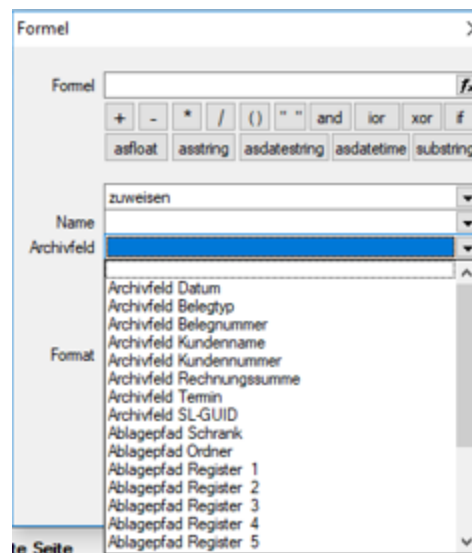 Formel
Formel
+ - * / () " " and ior xor if
asfloat asstring asdatestring asdatetime substring
zuweisen
Name
Archivfeld
Archivfeld Datum
Archivfeld Belegtyp
Archivfeld Belegnummer
Archivfeld Kundenname
Archivfeld Kundennummer
Format
Archivfeld Rechnungssumme
Archivfeld Termin
Archivfeld SL-GUID
Ablagepfad Schrank
Ablagepfad Ordner
Ablagepfad Register 1
Ablagepfad Register 2
Ablagepfad Register 3
Ablagepfad Register 4
te Seite Ablagepfad Register 5